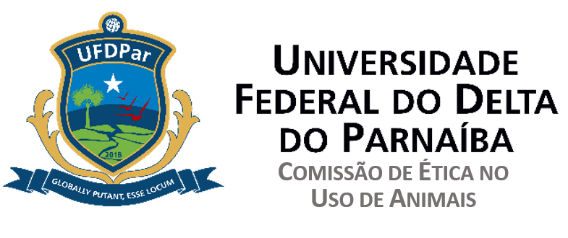 UFDPar
2018
GLOBALLY PUTANT, ESSE LOCUM
UNIVERSIDADE
FEDERAL DO DELTA
DO PARNAÍBA
COMISSÃO DE ÉTICA NO
USO DE ANIMAIS